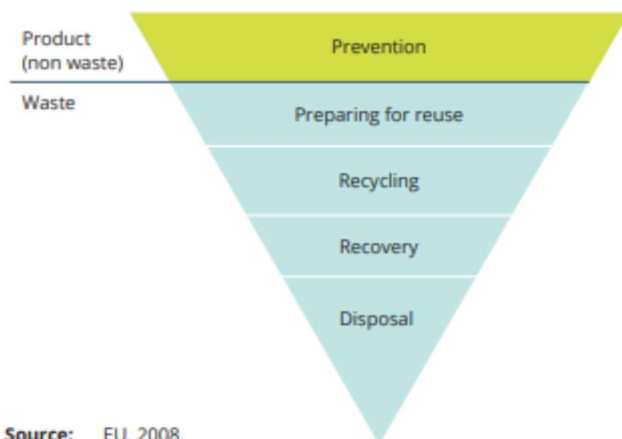 Product
(non waste)
Prevention
Waste
Preparing for reuse
Recycling
Recovery
Disposal
Source: EU, 2008.